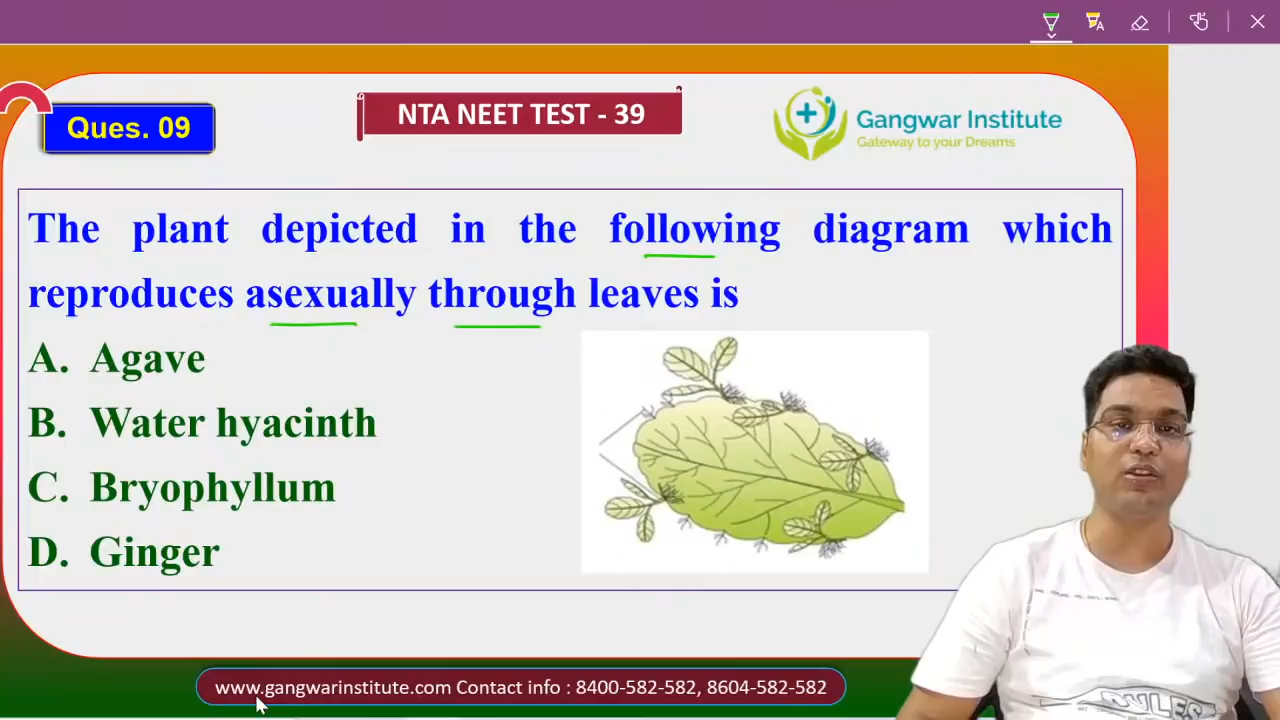 Ques. 09
NTA NEET TEST - 39
Gangwar Institute
Gateway to your Dreams
The plant depicted in the following diagram which
reproduces asexually through leaves is
A. Agave
B. Water hyacinth
C. Bryophyllum
D. Ginger
www.gangwarinstitute.com Contact info : 8400-582-582, 8604-582-582